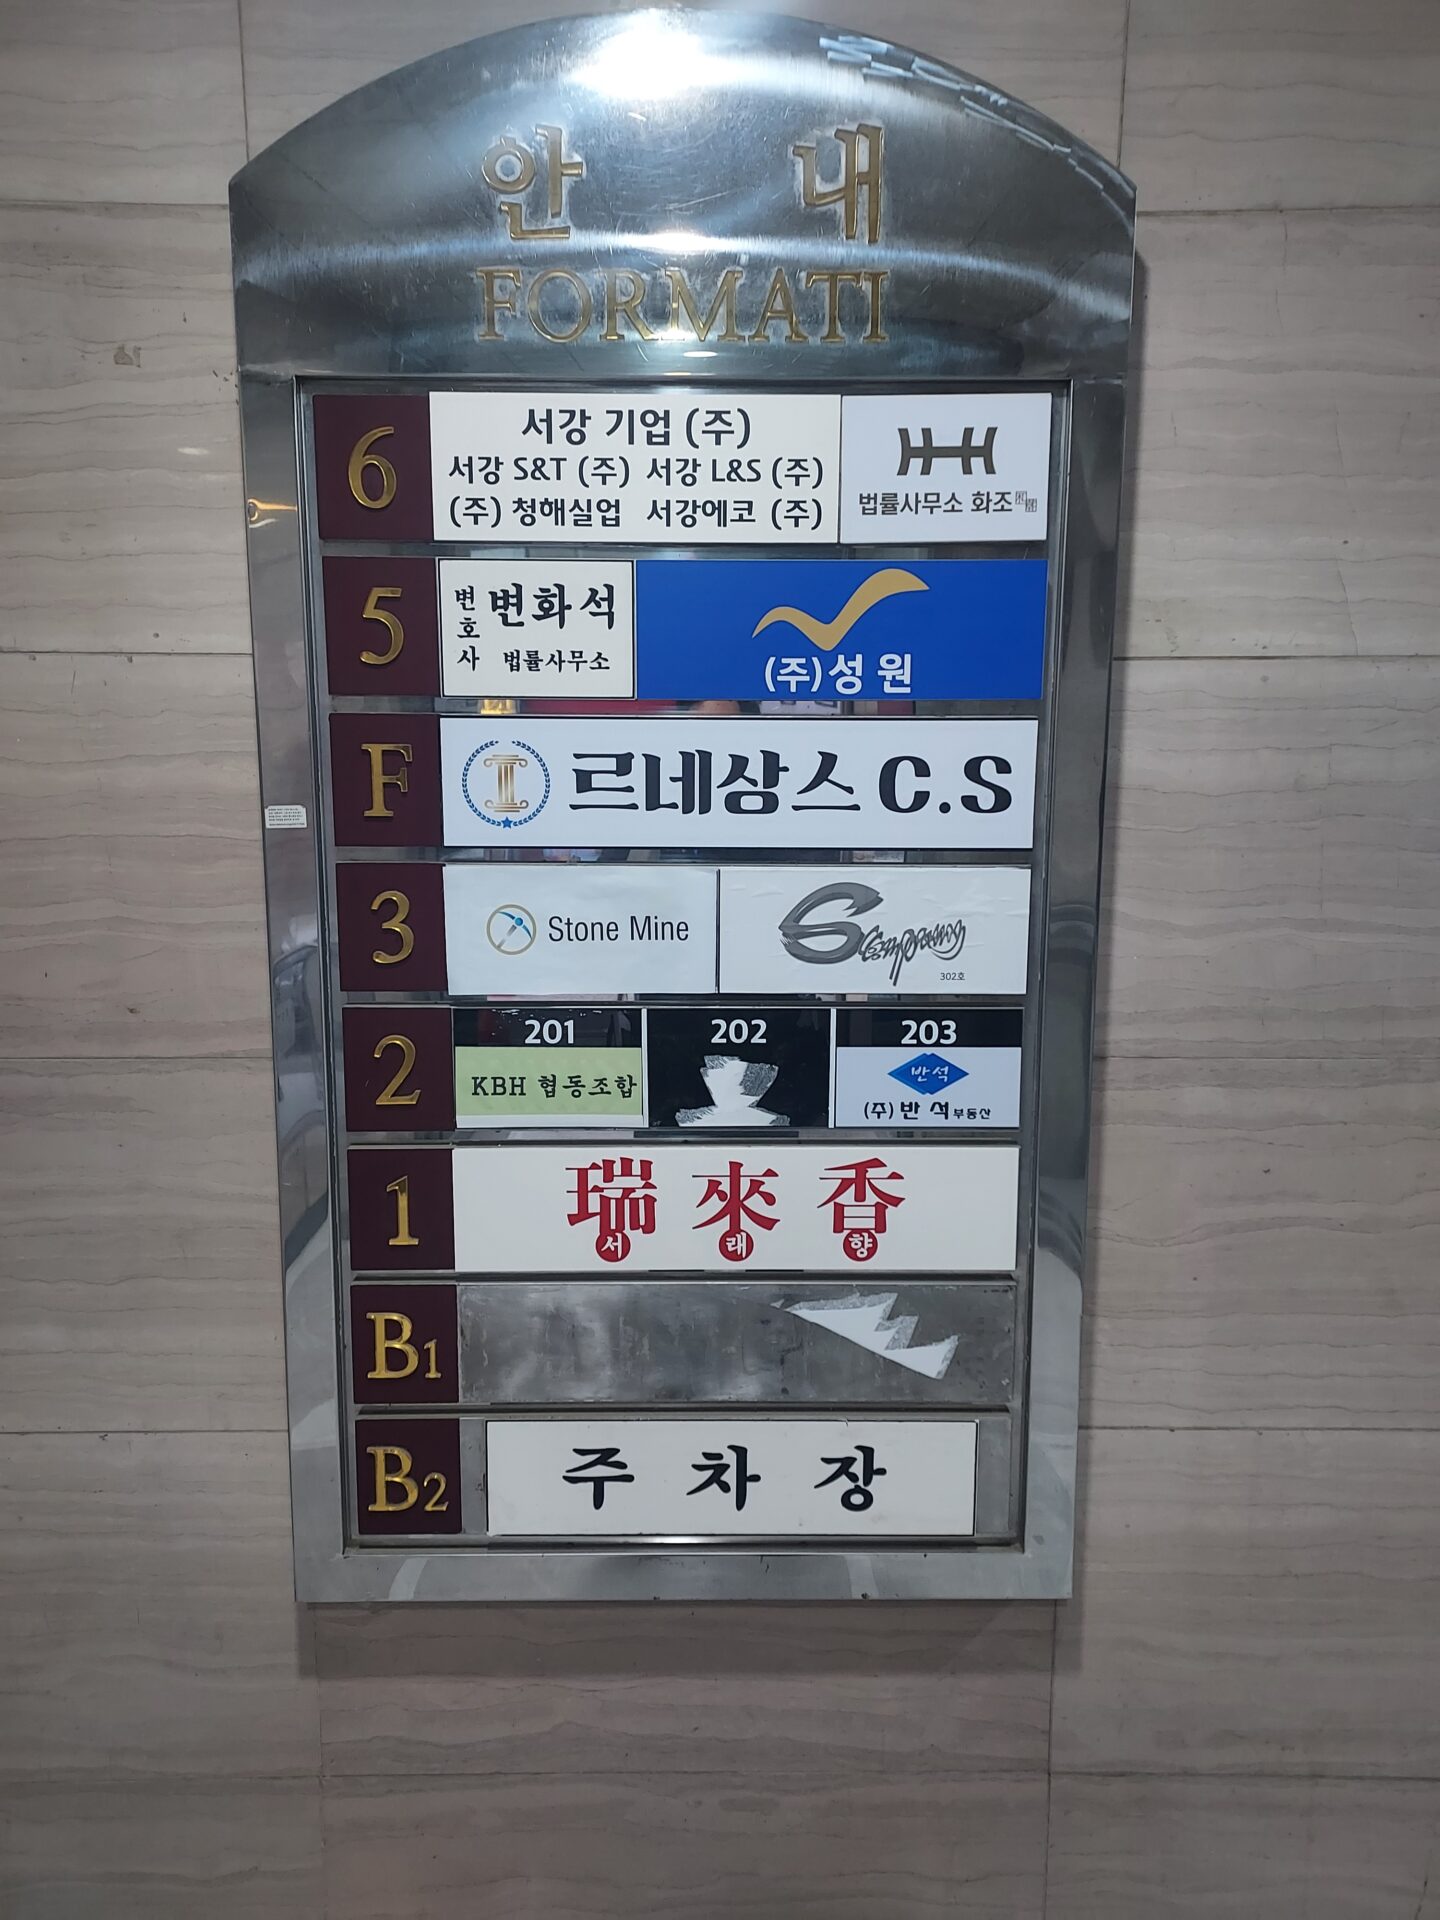 안 내
FORMATI
6
서강 기업 (주)
서강 S&T (주) 서강 L&S (주)
(주) 청해실업 서강에코 (주)
법률사무소 화조
5
변호사 변화석
법률사무소
(주)성 원
F
르네상스 C.S
3
Stone Mine
S Company
302호
2
201
KBH 협동조합
202
203
반석
(주) 반 석 부동산
1
瑞 來 香
서 래 향
B1
B2
주 차 장